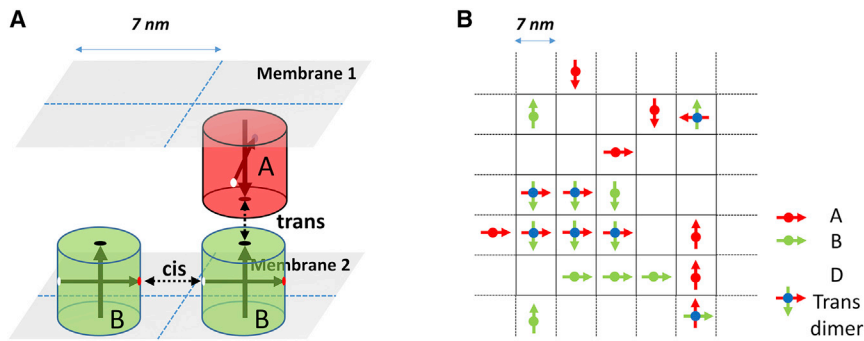 A
7 nm
Membrane 1
A
trans
cis
Membrane 2
B
B
B
7 nm
A
B
D
Trans
dimer